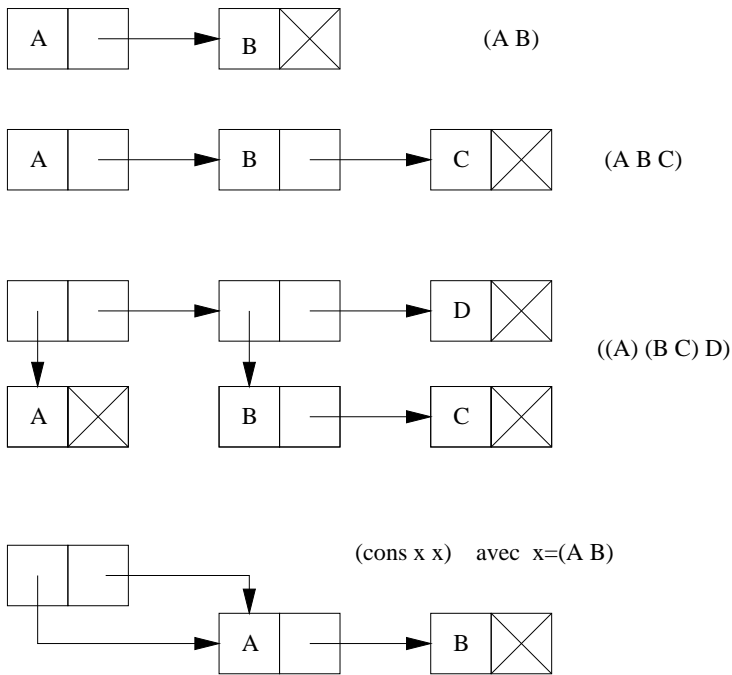 A B (A B)
A B C (A B C)
D
((A) (B C) D)
A B C
(cons x x) avec x=(A B)
A B